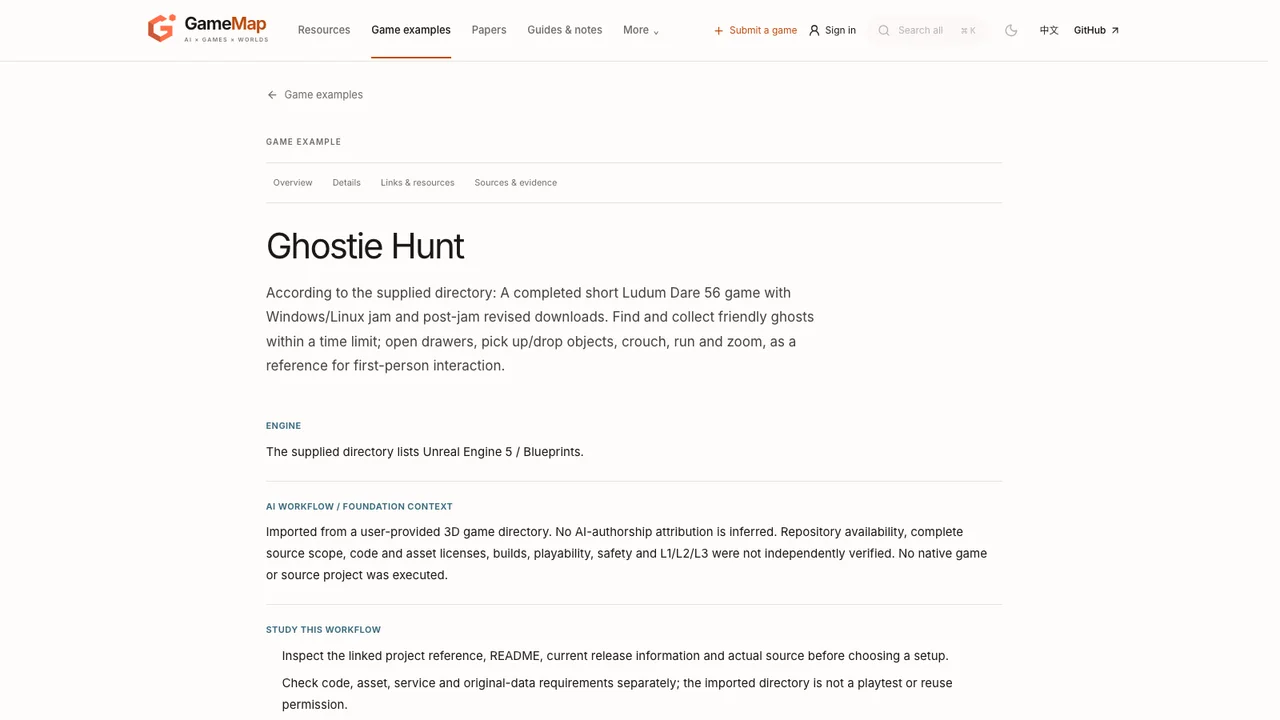 GameMap
AI × GAMES × WORLDS
Resources
Game examples
Papers
Guides & notes
More
Submit a game
Sign in
Search all
⌘ K
中文
GitHub
Game examples
GAME EXAMPLE
Overview
Details
Links & resources
Sources & evidence
Ghostie Hunt
According to the supplied directory: A completed short Ludum Dare 56 game with
Windows/Linux jam and post-jam revised downloads. Find and collect friendly ghosts
within a time limit; open drawers, pick up/drop objects, crouch, run and zoom, as a
reference for first-person interaction.
ENGINE
The supplied directory lists Unreal Engine 5 / Blueprints.
AI WORKFLOW / FOUNDATION CONTEXT
Imported from a user-provided 3D game directory. No AI-authorship attribution is inferred. Repository availability, complete
source scope, code and asset licenses, builds, playability, safety and L1/L2/L3 were not independently verified. No native game
or source project was executed.
STUDY THIS WORKFLOW
Inspect the linked project reference, README, current release information and actual source before choosing a setup.
Check code, asset, service and original-data requirements separately; the imported directory is not a playtest or reuse
permission.